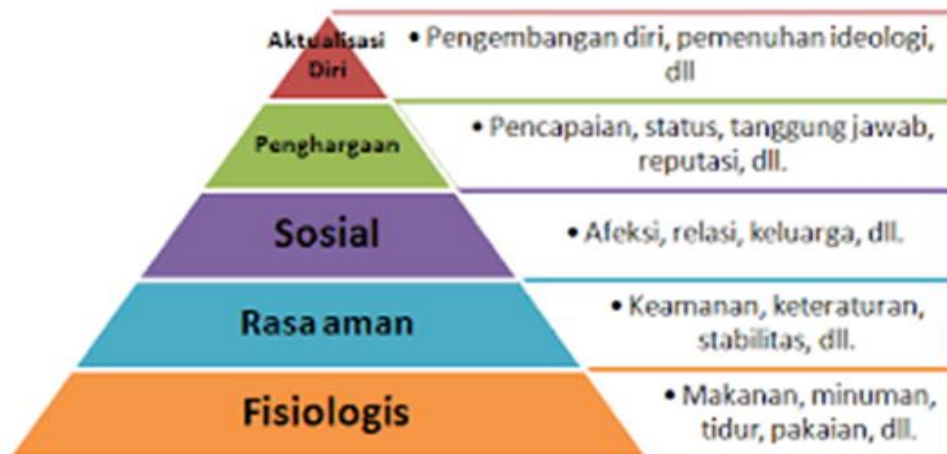 Aktualisasi
Diri
• Pengembangan diri, pemenuhan ideologi,
dll
Penghargaan
• Pencapaian, status, tanggung jawab,
reputasi, dll.
Sosial
• Afeksi, relasi, keluarga, dll.
Rasa aman
• Keamanan, keteraturan,
stabilitas, dll.
Fisiologis
• Makanan, minuman,
tidur, pakaian, dll.